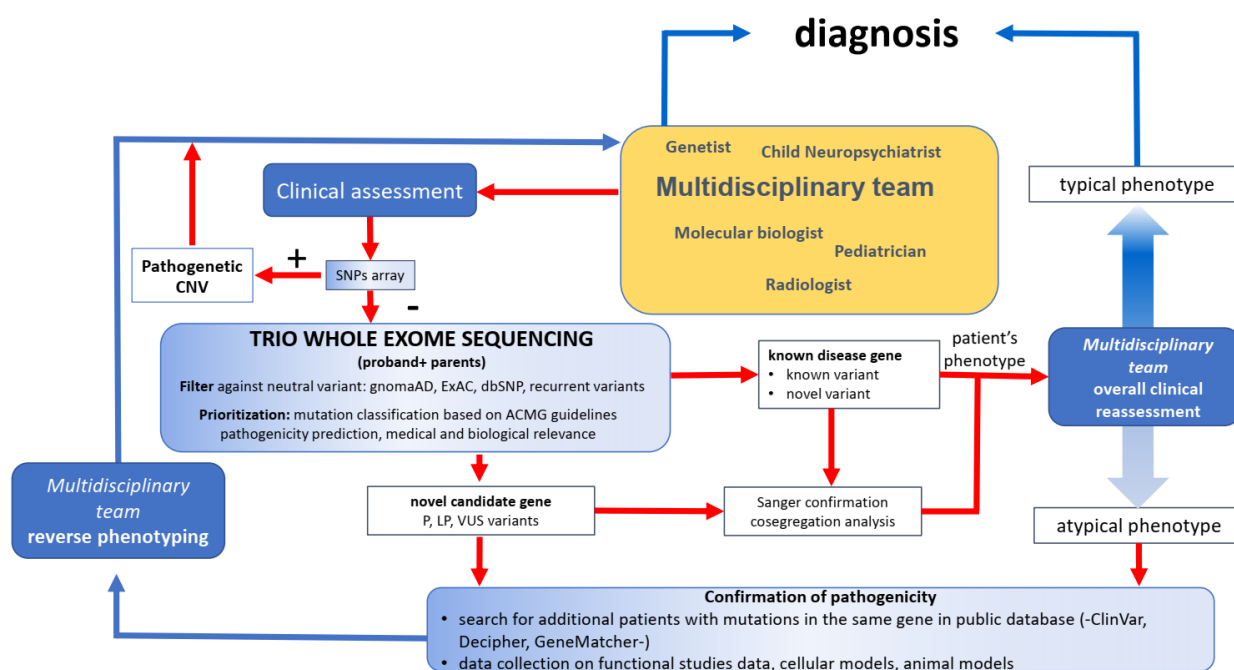 diagnosis
Genetist
Child Neuropsychiatrist
Multidisciplinary team
Molecular biologist
Pediatrician
Radiologist
Clinical assessment
typical phenotype
Pathogenetic
CNV
+
SNPs array
-
TRIO WHOLE EXOME SEQUENCING
(proband+ parents)
Filter against neutral variant: gnomaAD, ExAC, dbSNP, recurrent variants
Prioritization: mutation classification based on ACMG guidelines
pathogenicity prediction, medical and biological relevance
known disease gene
• known variant
• novel variant
patient's
phenotype
Multidisciplinary
team
overall clinical
reassessment
Multidisciplinary
team
reverse phenotyping
novel candidate gene
P, LP, VUS variants
Sanger confirmation
cosegregation analysis
atypical phenotype
Confirmation of pathogenicity
• search for additional patients with mutations in the same gene in public database (-ClinVar,
Decipher, GeneMatcher-)
• data collection on functional studies data, cellular models, animal models